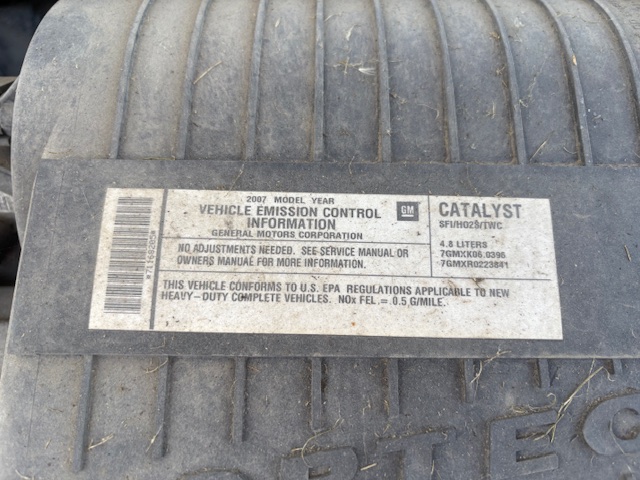 2007 MODEL YEAR
VEHICLE EMISSION CONTROL
INFORMATION
GENERAL MOTORS CORPORATION
GM
CATALYST
SFI/HO2S/TWC
NO ADJUSTMENTS NEEDED. SEE SERVICE MANUAL OR
OWNERS MANUAL FOR MORE INFORMATION.
4.8 LITERS
7GMXK06.0396
7GMXR0223841
THIS VEHICLE CONFORMS TO U.S. EPA REGULATIONS APPLICABLE TO NEW
HEAVY-DUTY COMPLETE VEHICLES. NOx FEL = 0.5 G/MILE.